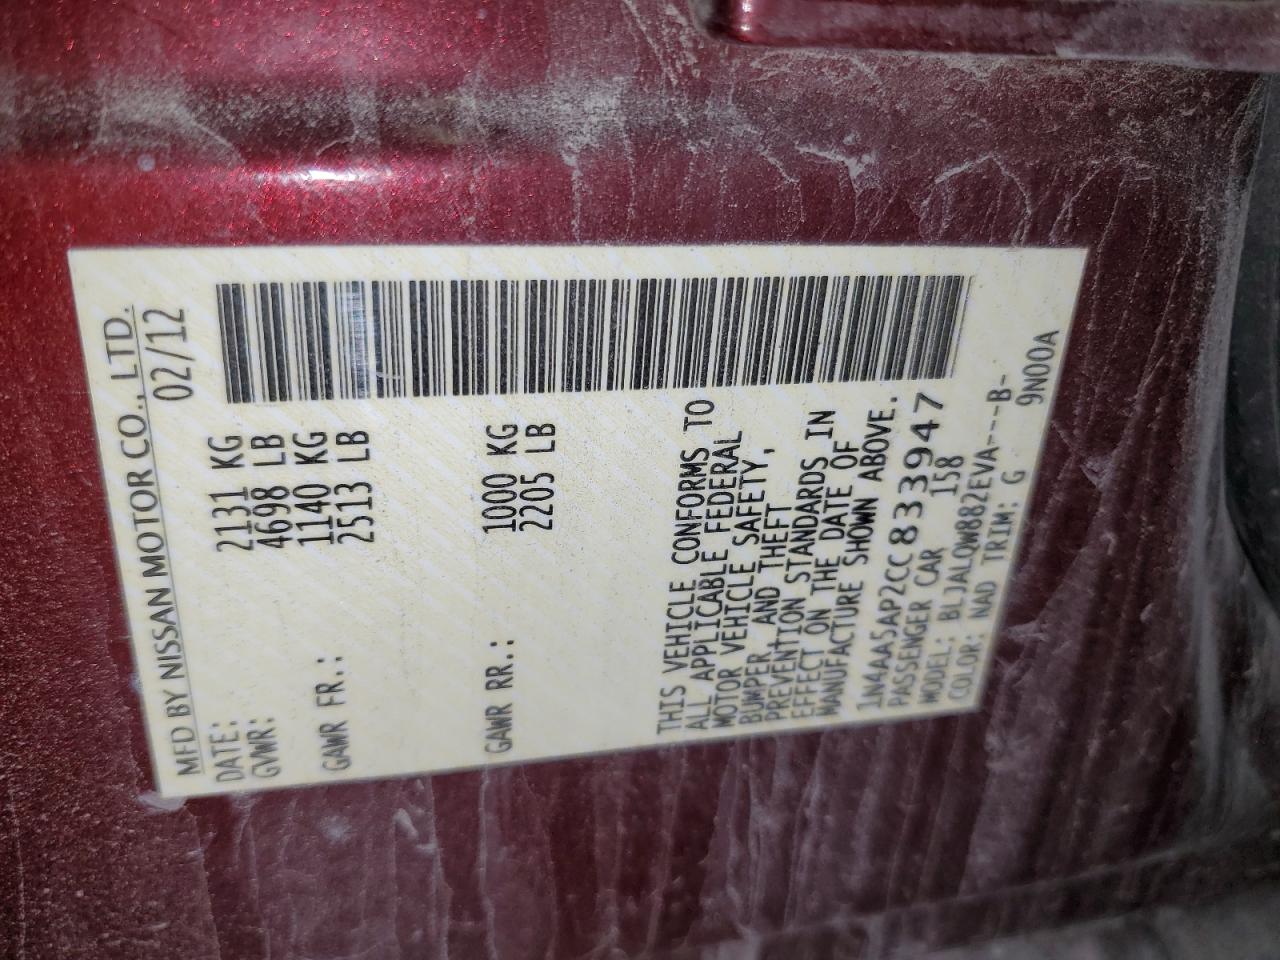 MFD BY NISSAN MOTOR CO., LTD.
DATE: 02/12
GVWR: 2131 KG
4698 LB
GAWR FR.: 1140 KG
2513 LB
GAWR RR.: 1000 KG
2205 LB
THIS VEHICLE CONFORMS TO
ALL APPLICABLE FEDERAL
MOTOR VEHICLE SAFETY,
BUMPER, AND THEFT
PREVENTION STANDARDS IN
EFFECT ON THE DATE OF
MANUFACTURE SHOWN ABOVE.
1N4AA5AP2CC833947
PASSENGER CAR 158
MODEL: BLJALQW882EVA---B-
COLOR: NAD TRIM: G 9N00A